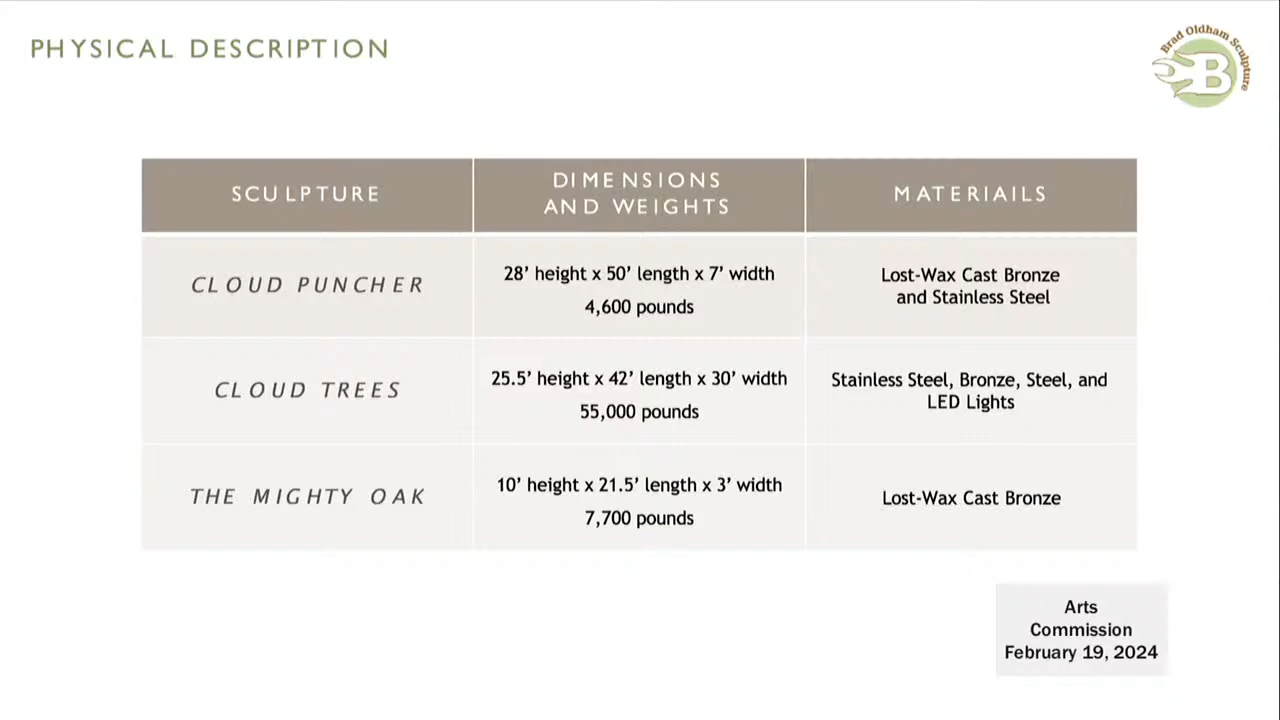 PHYSICAL DESCRIPTION
Brad Oldham Sculpture
B
SCULPTURE
DIMENSIONS
AND WEIGHTS
MATERIAILS
CLOUD PUNCHER
28’ height x 50’ length x 7’ width
4,600 pounds
Lost-Wax Cast Bronze
and Stainless Steel
CLOUD TREES
25.5’ height x 42’ length x 30’ width
55,000 pounds
Stainless Steel, Bronze, Steel, and
LED Lights
THE MIGHTY OAK
10’ height x 21.5’ length x 3’ width
7,700 pounds
Lost-Wax Cast Bronze
Arts
Commission
February 19, 2024